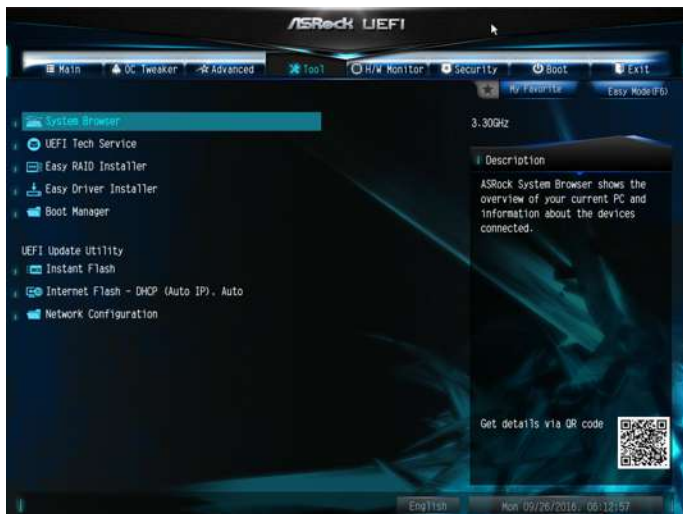 ASRock UEFI
Main OC Tweaker Advanced Tool H/W Monitor Security Boot Exit
My Favorite Easy Mode(F6)
System Browser
UEFI Tech Service
Easy RAID Installer
Easy Driver Installer
Boot Manager
UEFI Update Utility
Instant Flash
Internet Flash - DHCP (Auto IP), Auto
Network Configuration
3.30GHz
Description
ASRock System Browser shows the
overview of your current PC and
information about the devices
connected.
Get details via QR code
English Mon 09/26/2016, 06:12:57